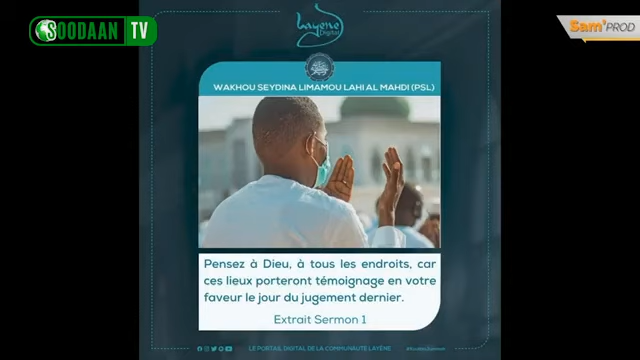 SOODAAN TV
Sam'PROD
Layène
Digital
WAKHOU SEYDINA LIMAMOU LAHI AL MAHDI (PSL)
Pensez à Dieu, à tous les endroits, car
ces lieux porteront témoignage en votre
faveur le jour du jugement dernier.
Extrait Sermon 1
LE PORTAIL DIGITAL DE LA COMMUNAUTÉ LAYÈNE